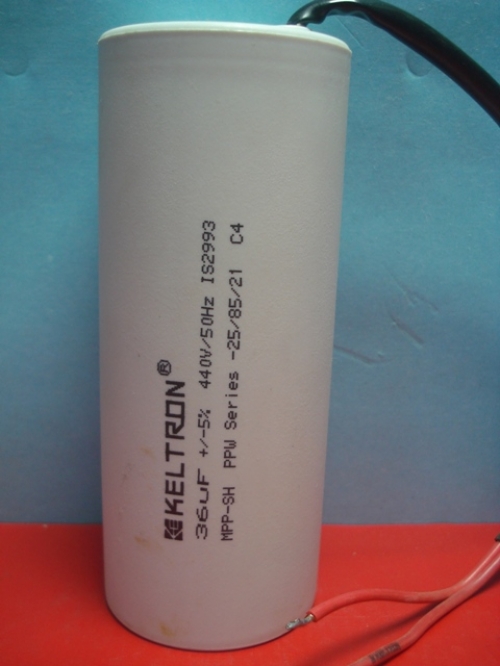 KELTRON®
36uF +/-5% 440V/50Hz IS2993
MPP-SH PPW Series -25/85/21 C4